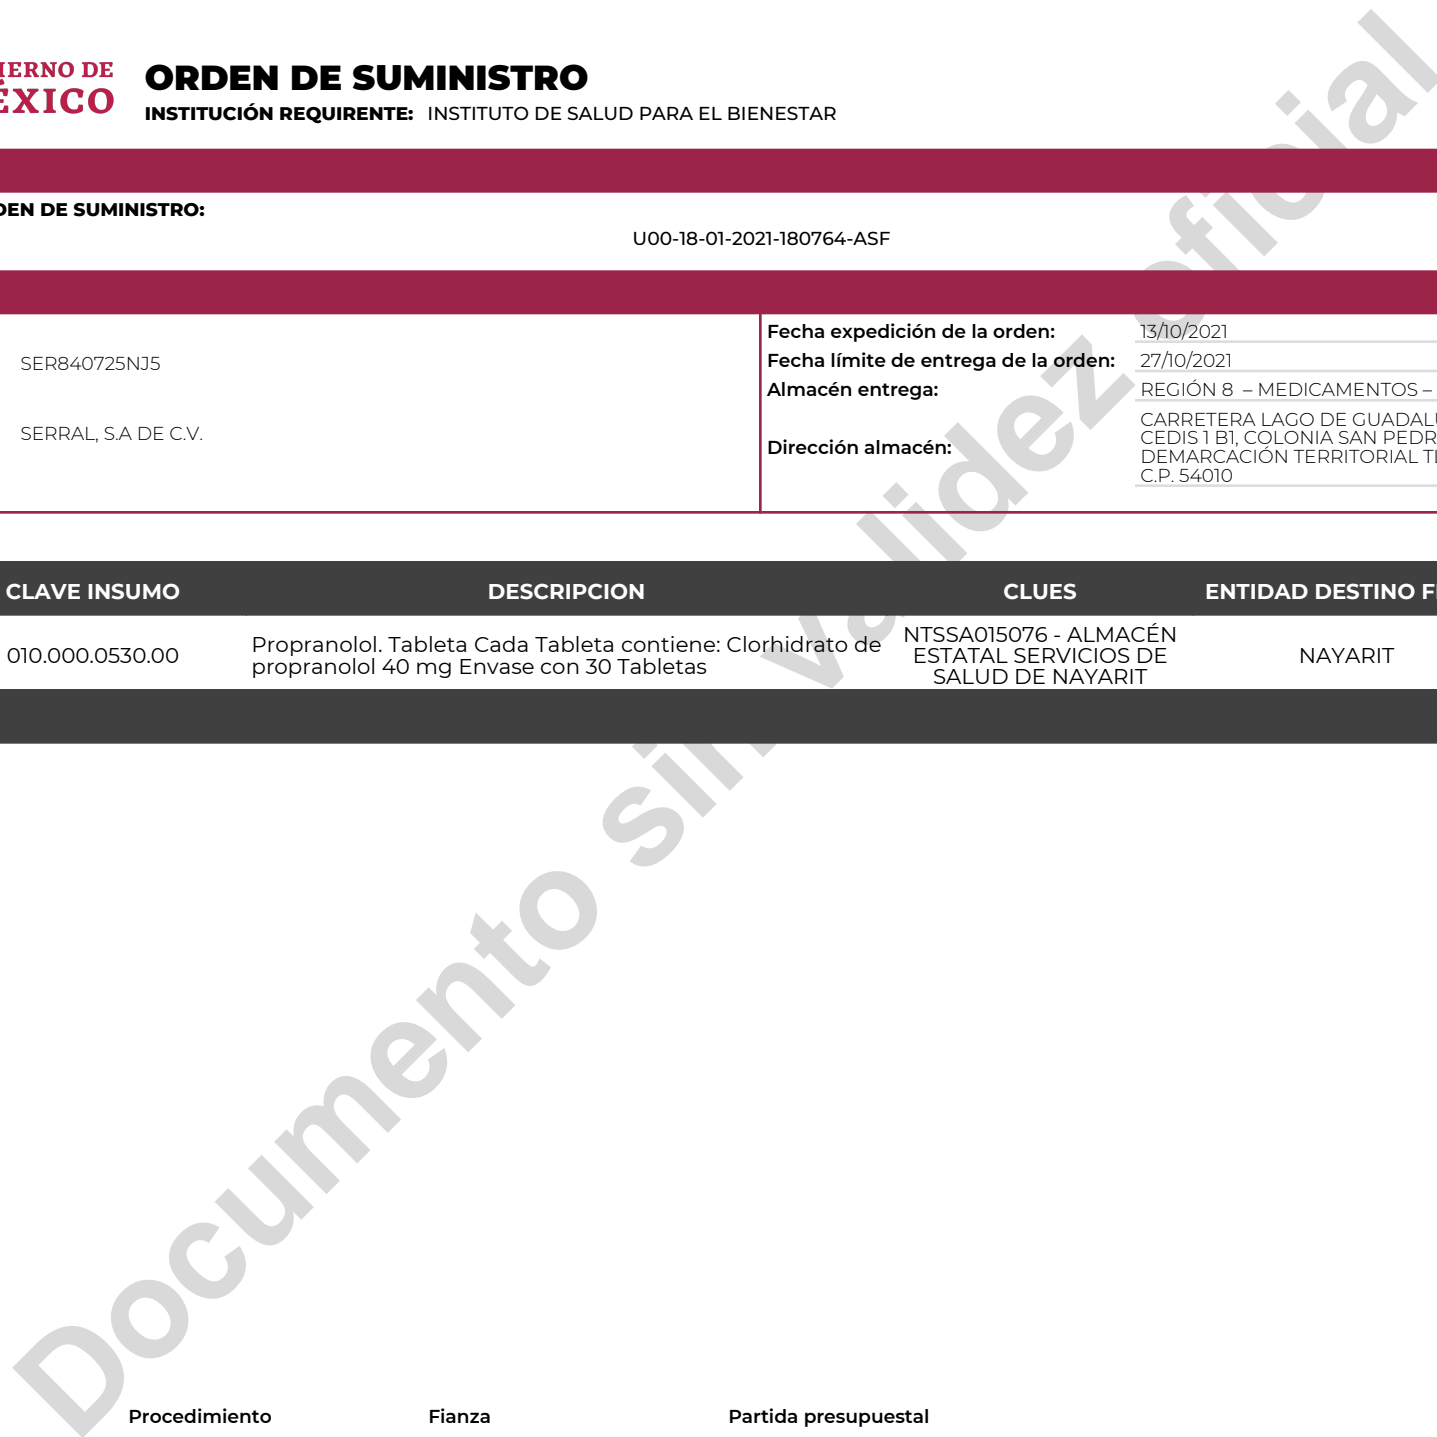 IERNO DE
ÉXICO
ORDEN DE SUMINISTRO
INSTITUCIÓN REQUIRENTE: INSTITUTO DE SALUD PARA EL BIENESTAR
DEN DE SUMINISTRO:
U00-18-01-2021-180764-ASF
SER840725NJ5
SERRAL, S.A DE C.V.
Fecha expedición de la orden: 13/10/2021
Fecha límite de entrega de la orden: 27/10/2021
Almacén entrega: REGIÓN 8 – MEDICAMENTOS –
Dirección almacén:
CARRETERA LAGO DE GUADALU
CEDIS 1 B1, COLONIA SAN PEDR
DEMARCACIÓN TERRITORIAL TL
C.P. 54010
CLAVE INSUMO DESCRIPCION CLUES ENTIDAD DESTINO FI
010.000.0530.00
Propranolol. Tableta Cada Tableta contiene: Clorhidrato de
propranolol 40 mg Envase con 30 Tabletas
NTSSA015076 - ALMACÉN
ESTATAL SERVICIOS DE
SALUD DE NAYARIT
NAYARIT
Documento sin validez oficial
Procedimiento Fianza Partida presupuestal